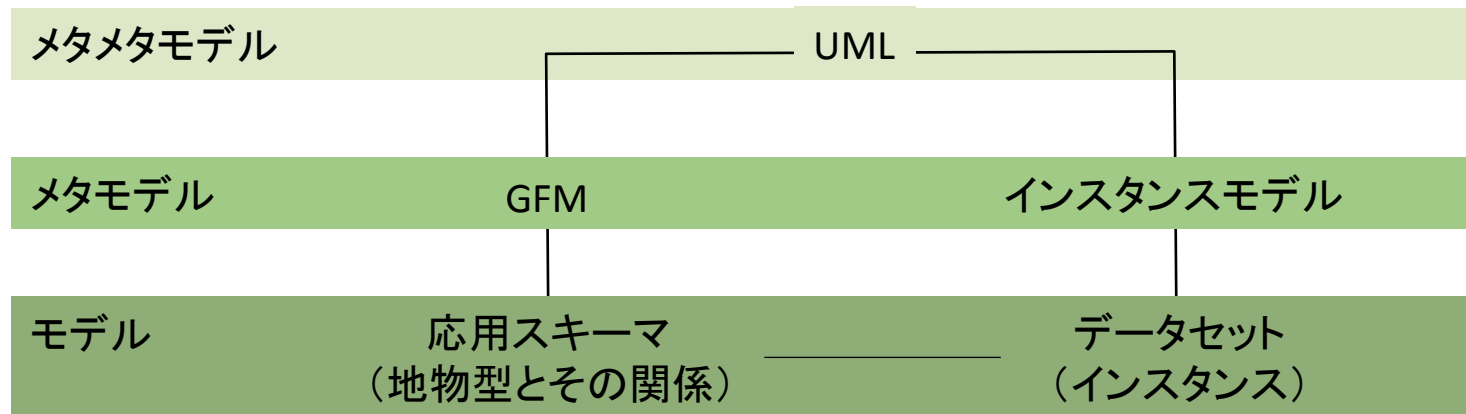 メタメタモデル UML
メタモデル GFM インスタンスモデル
モデル 応用スキーマ データセット
（地物型とその関係） （インスタンス）